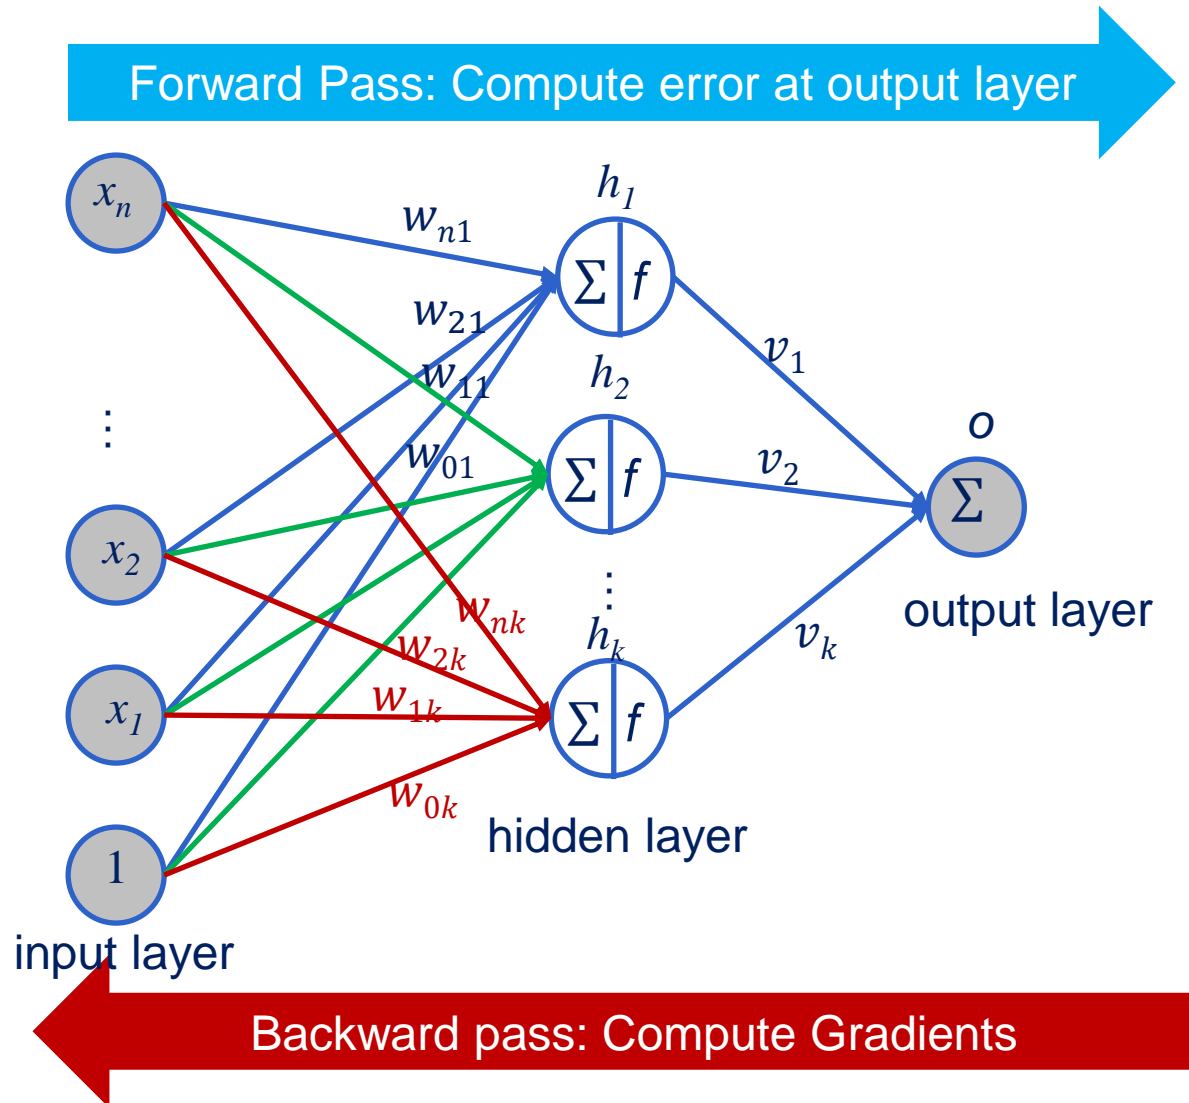 Forward Pass: Compute error at output layer
xₙ
h₁
wₙ₁
Σ f
w₂₁
v₁
h₂
w₁₁
⋮
o
w₀₁
Σ f
v₂
Σ
x₂
⋮
wₙₖ
output layer
hₖ
v_k
w₂ₖ
w₁ₖ
x₁
Σ f
w₀ₖ
hidden layer
1
input layer
Backward pass: Compute Gradients